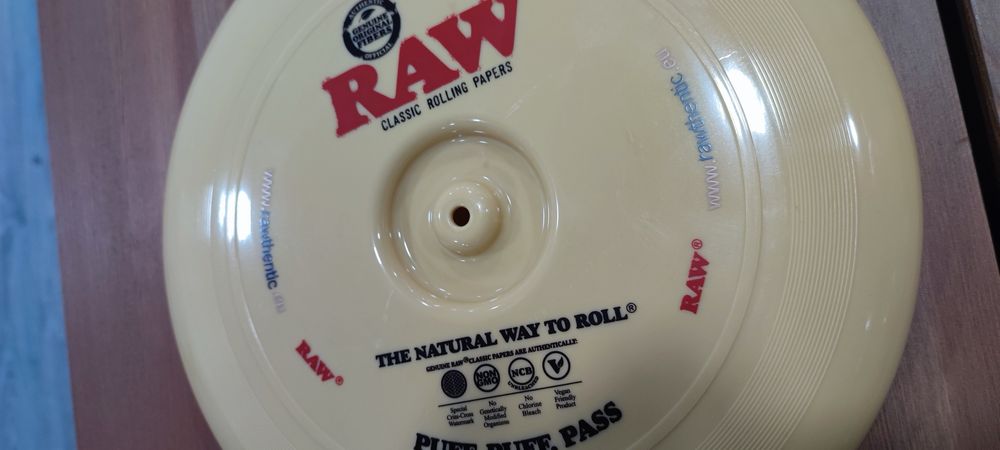 AUTHENTIC
GENUINE
ORIGINAL
FIBERS
OFFICIAL
RAW
CLASSIC ROLLING PAPERS
www.rawthentic.eu
www.rawthentic.eu
RAW®
RAW®
THE NATURAL WAY TO ROLL®
GENUINE RAW® CLASSIC PAPERS ARE AUTHENTICALLY:
NON
GMO
NCB
UNBLEACHED
V
Special
Criss-Cross
Watermark
No
Genetically
Modified
Organisms
No
Chlorine
Bleach
Vegan
Friendly
Product
PUFF, PUFF, PASS